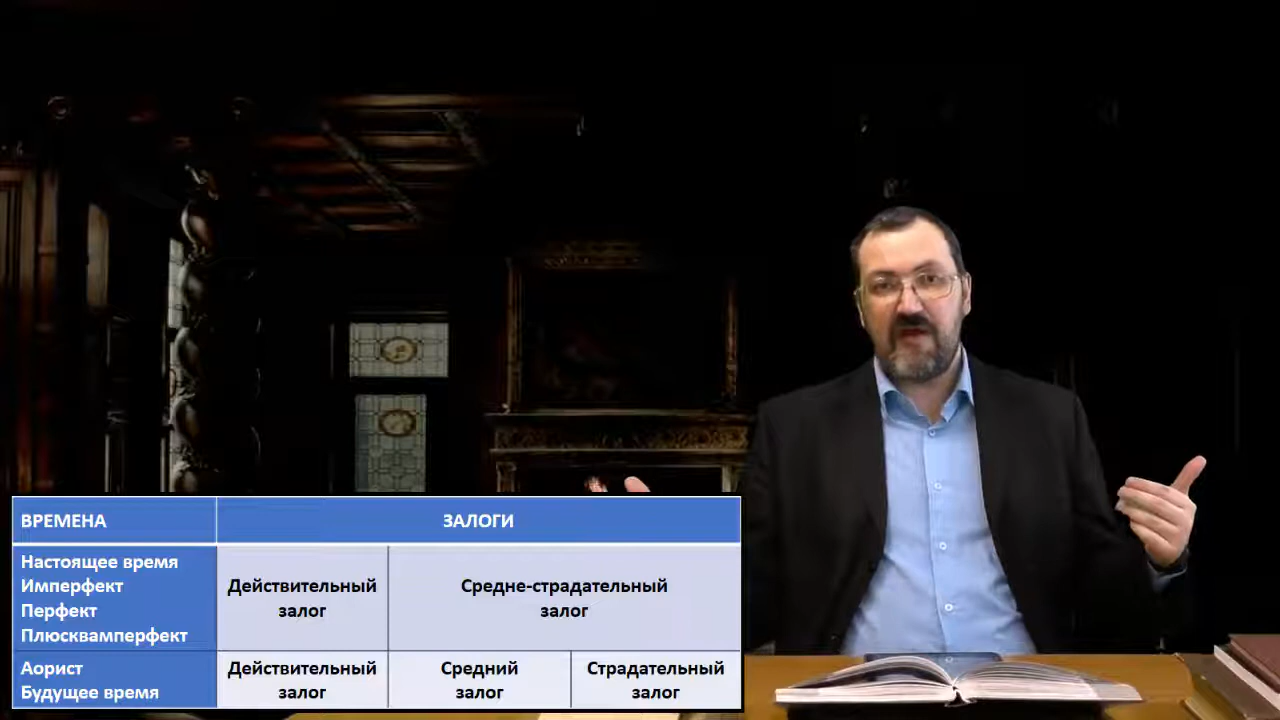 ВРЕМЕНА ЗАЛОГИ
Настоящее время
Имперфект
Перфект
Плюсквамперфект
Действительный
залог
Средне-страдательный
залог
Аорист
Будущее время
Действительный
залог
Средний
залог
Страдательный
залог